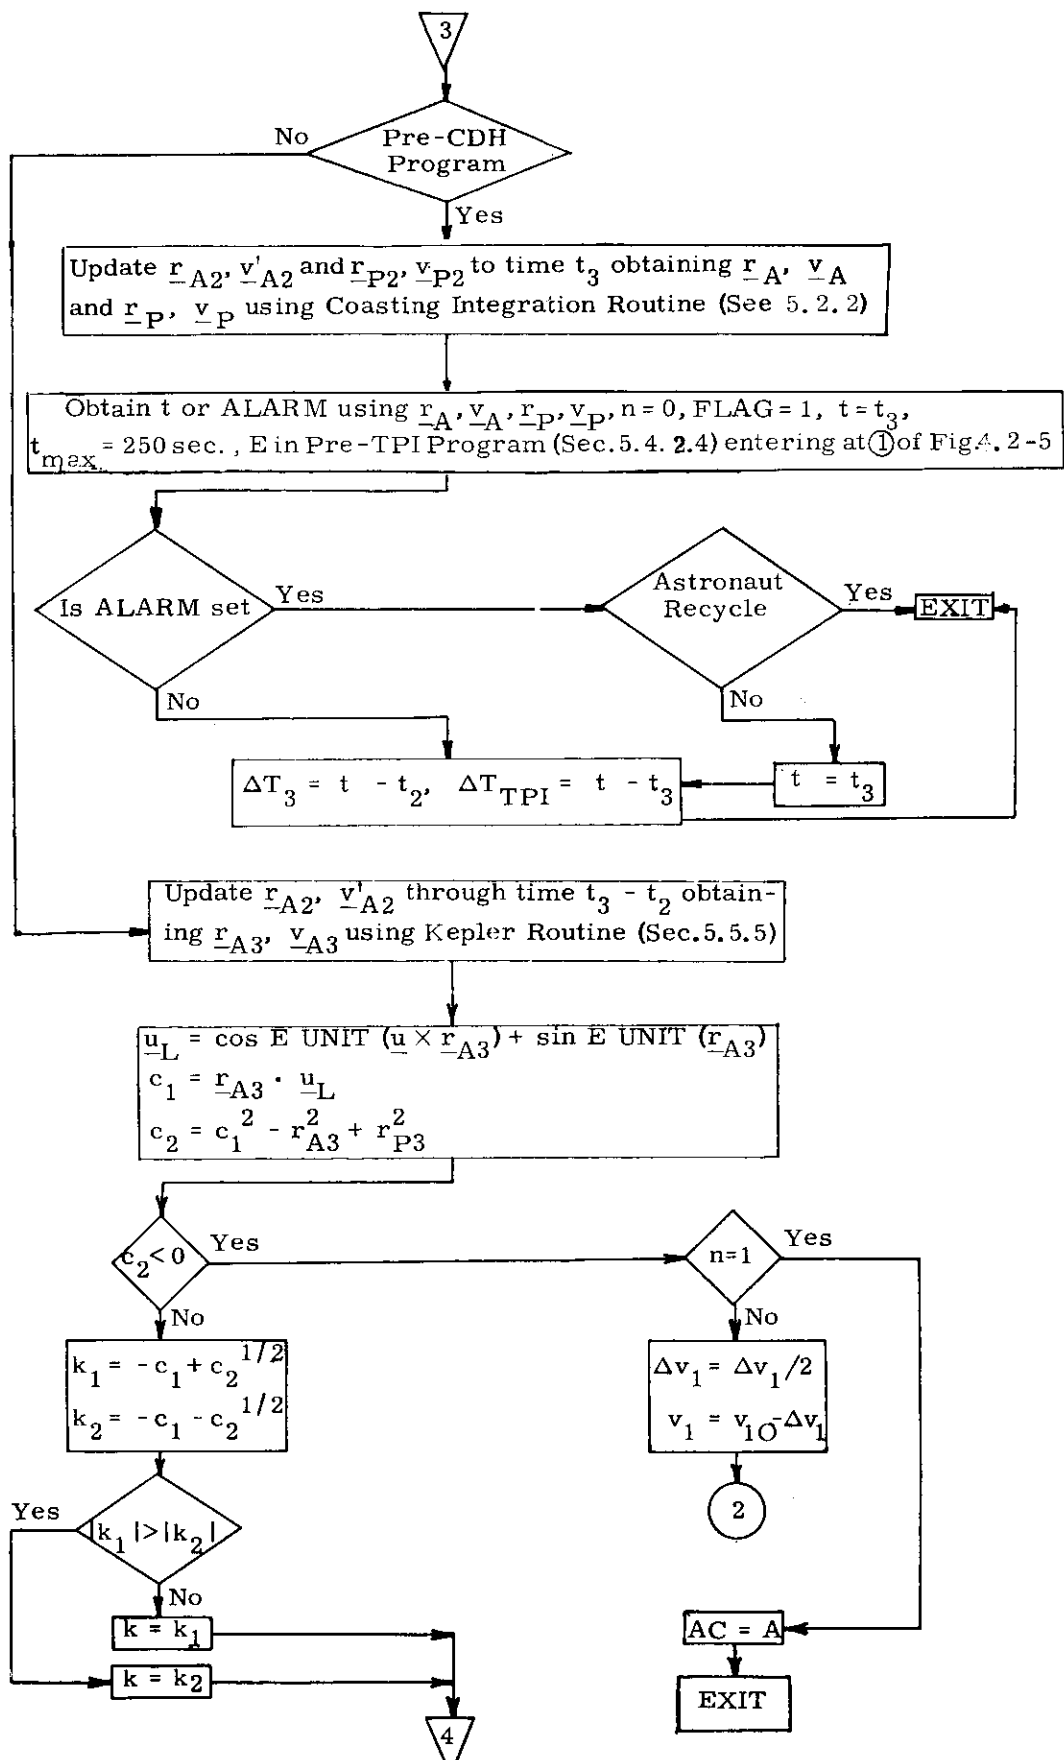 3
Pre-CDH
Program
No
Yes
Update r_A2, v'_A2 and r_P2, v_P2 to time t_3 obtaining r_A, v_A
and r_P, v_P using Coasting Integration Routine (See 5.2.2)
Obtain t or ALARM using r_A, v_A, r_P, v_P, n = 0, FLAG = 1, t = t_3,
t_max = 250 sec., E in Pre-TPI Program (Sec. 5.4.2.4) entering at ① of Fig 4.2-5
Is ALARM set
Yes
Astronaut
Recycle
Yes
EXIT
No
No
ΔT_3 = t - t_2, ΔT_TPI = t - t_3
t = t_3
Update r_A2, v'_A2 through time t_3 - t_2 obtain-
ing r_A3, v_A3 using Kepler Routine (Sec. 5.5.5)
u_L = cos E UNIT (u × r_A3) + sin E UNIT (r_A3)
c_1 = r_A3 · u_L
c_2 = c_1^2 - r_A3^2 + r_P3^2
c_2 < 0
Yes
n=1
Yes
No
No
k_1 = -c_1 + c_2^1/2
k_2 = -c_1 - c_2^1/2
Δv_1 = Δv_1/2
v_1 = v_1O - Δv_1
2
Yes
|k_1| > |k_2|
No
k = k_1
k = k_2
AC = A
EXIT
4